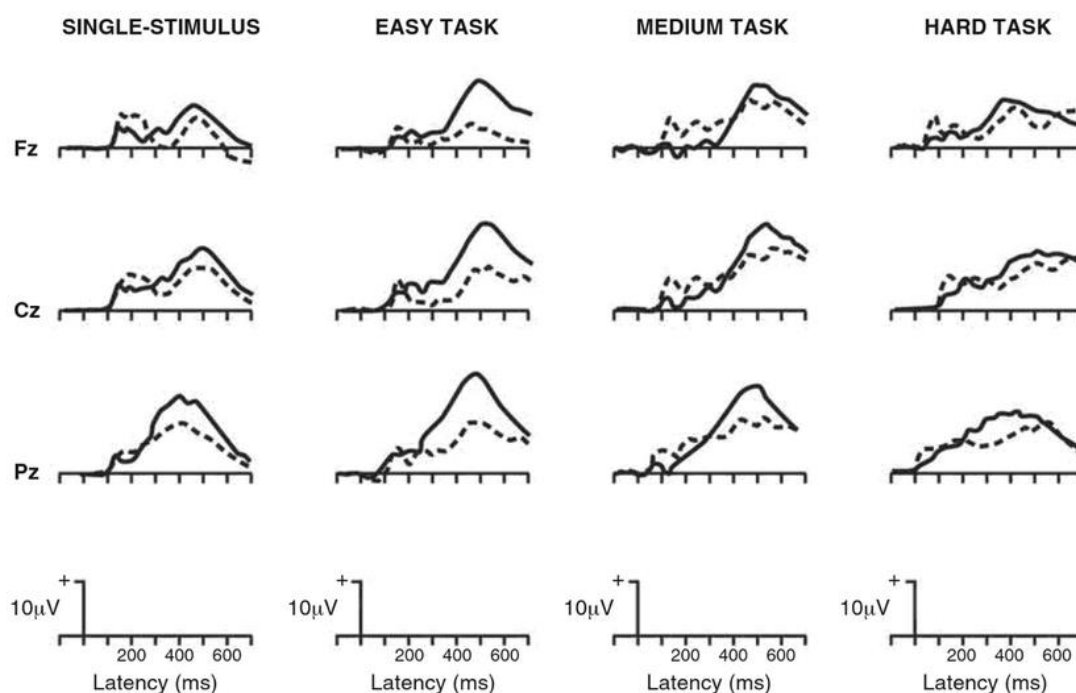 SINGLE-STIMULUS EASY TASK MEDIUM TASK HARD TASK
Fz
Cz
Pz
+ + + +
10μV 10μV 10μV 10μV
200 400 600 200 400 600 200 400 600 200 400 600
Latency (ms) Latency (ms) Latency (ms) Latency (ms)